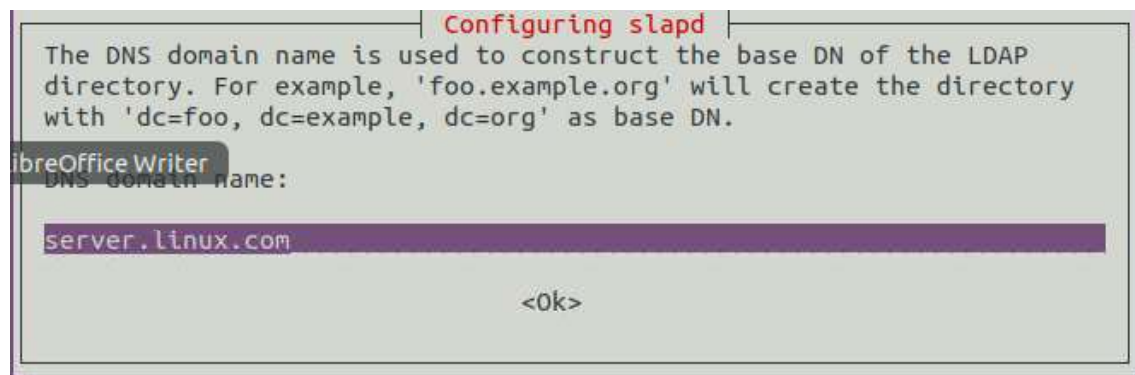 Configuring slapd
The DNS domain name is used to construct the base DN of the LDAP
directory. For example, 'foo.example.org' will create the directory
with 'dc=foo, dc=example, dc=org' as base DN.
ibreOffice Writer
DNS domain name:
server.linux.com
<Ok>